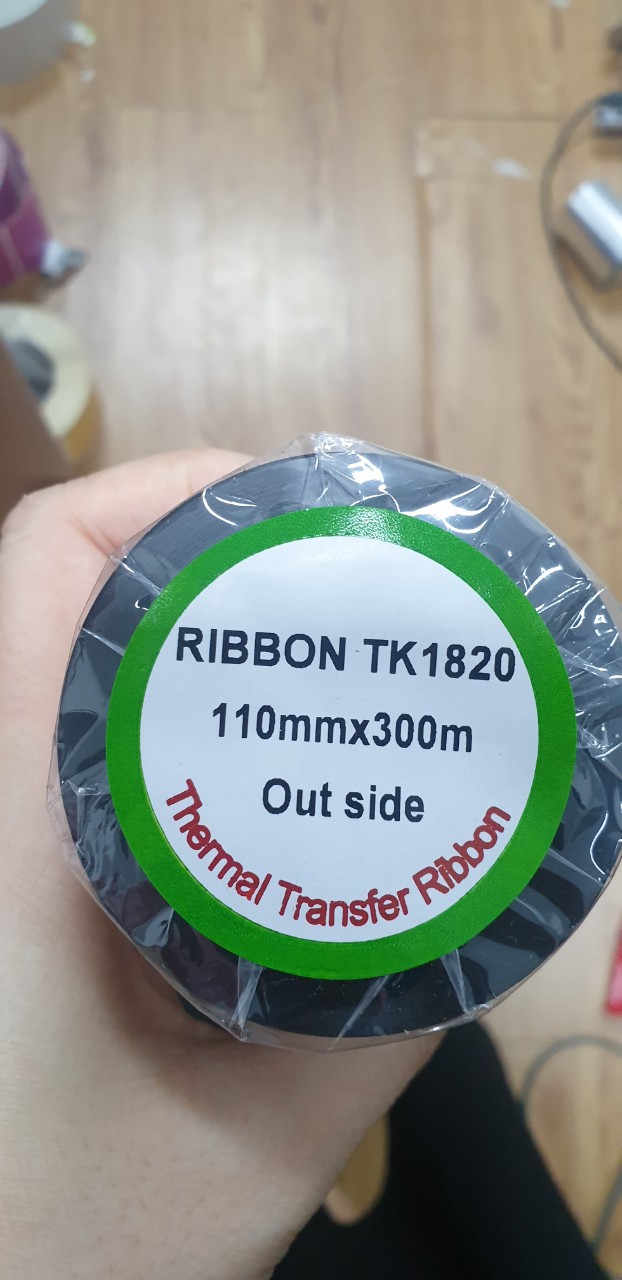 RIBBON TK1820
110mmx300m
Out side
Thermal Transfer Ribbon